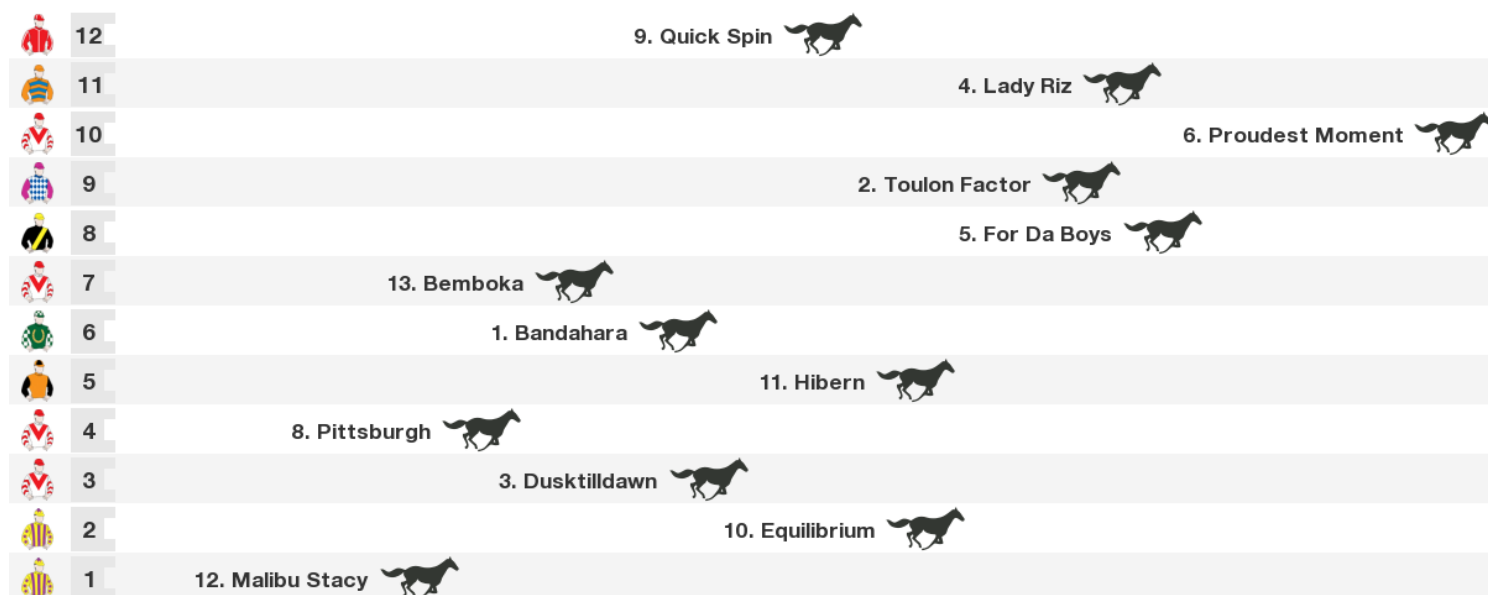 12 9. Quick Spin
11 4. Lady Riz
10 6. Proudest Moment
9 2. Toulon Factor
8 5. For Da Boys
7 13. Bemboka
6 1. Bandahara
5 11. Hibern
4 8. Pittsburgh
3 3. Dusktilldawn
2 10. Equilibrium
1 12. Malibu Stacy